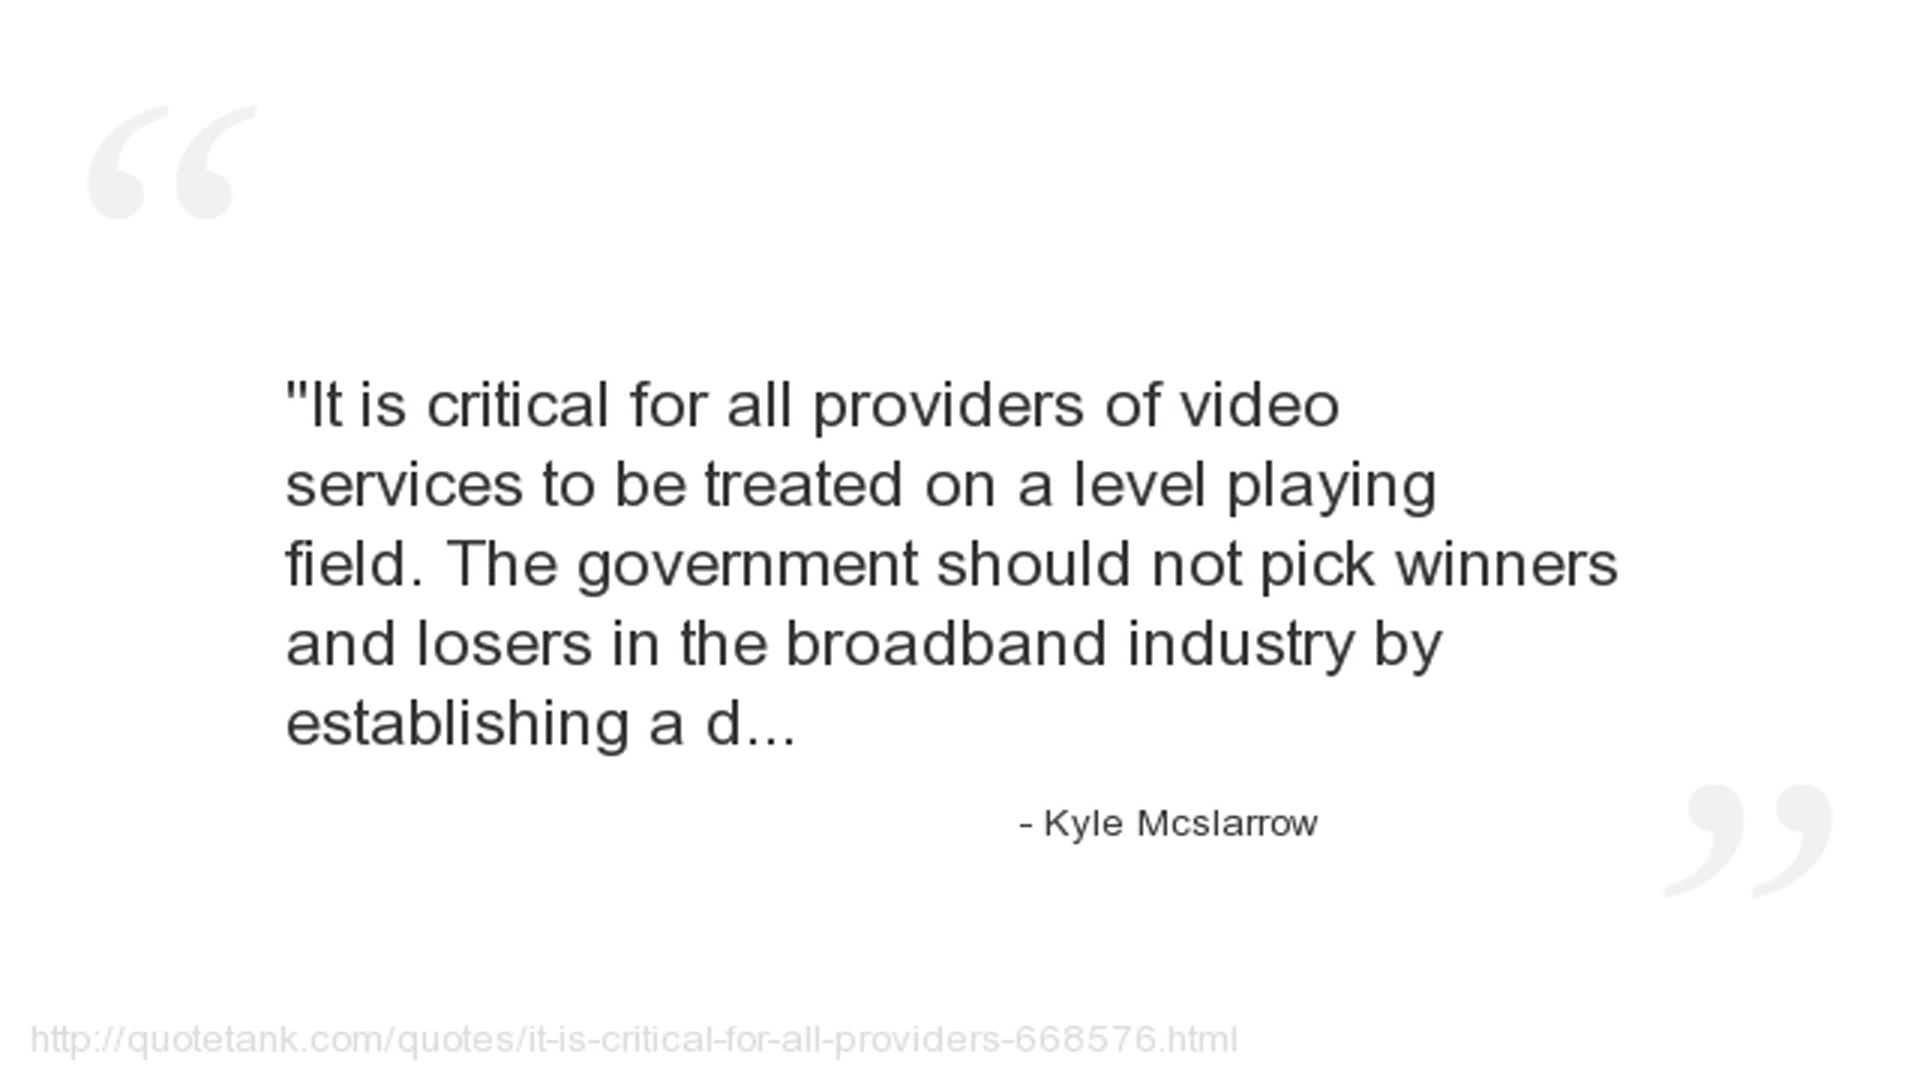 “
"It is critical for all providers of video
services to be treated on a level playing
field. The government should not pick winners
and losers in the broadband industry by
establishing a d...
- Kyle Mcslarrow
”
http://quotetank.com/quotes/it-is-critical-for-all-providers-668576.html